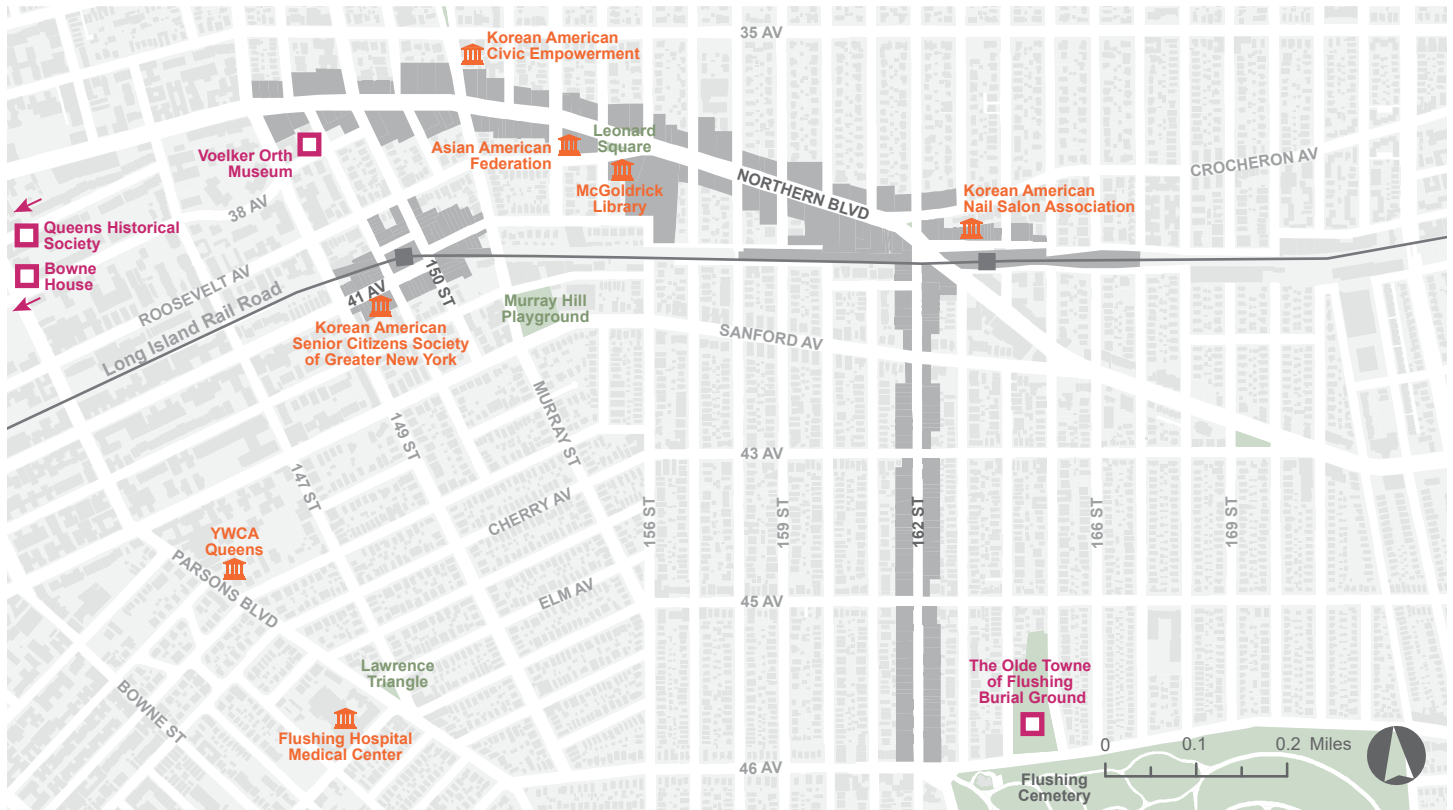 35 AV
Korean American
Civic Empowerment
Leonard
Square
Asian American
Federation
Voelker Orth
Museum
McGoldrick
Library
NORTHERN BLVD
CROCHERON AV
Korean American
Nail Salon Association
38 AV
Queens Historical
Society
Bowne
House
ROOSEVELT AV
Long Island Rail Road
41 AV
150 ST
Murray Hill
Playground
Korean American
Senior Citizens Society
of Greater New York
SANFORD AV
MURRAY ST
149 ST
43 AV
147 ST
CHERRY AV
156 ST
159 ST
162 ST
166 ST
169 ST
YWCA
Queens
PARSONS BLVD
ELM AV
45 AV
Lawrence
Triangle
The Olde Towne
of Flushing
Burial Ground
BOWNE ST
Flushing Hospital
Medical Center
46 AV
0 0.1 0.2 Miles
Flushing
Cemetery